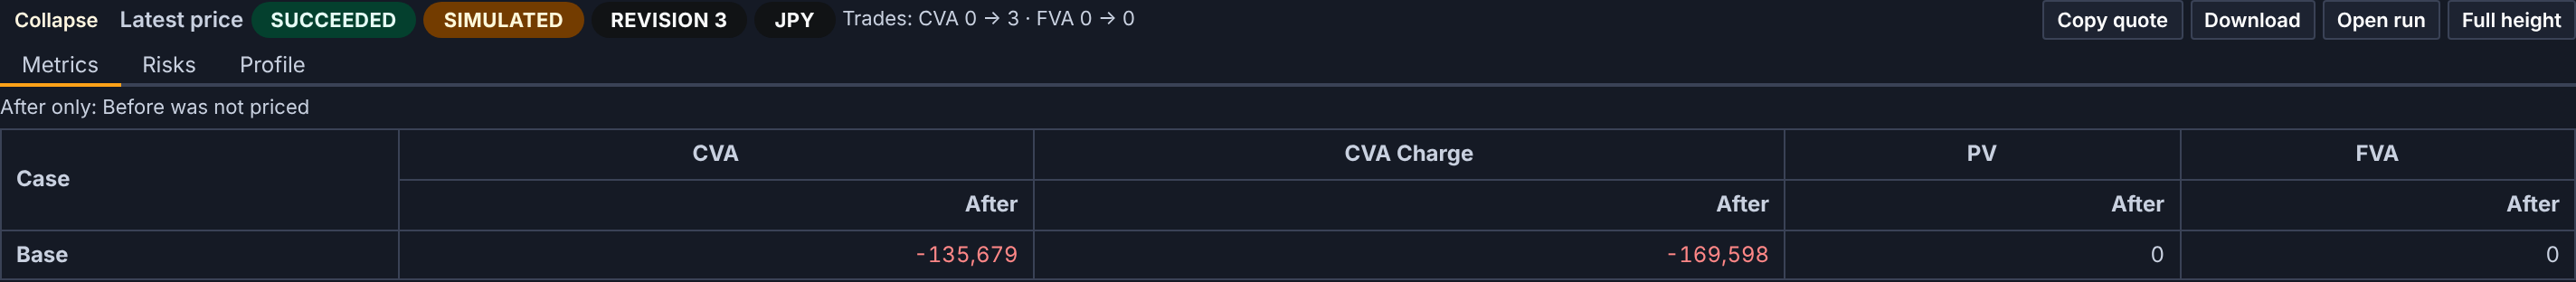 Collapse Latest price SUCCEEDED SIMULATED REVISION 3 JPY Trades: CVA 0 → 3 · FVA 0 → 0 Copy quote Download Open run Full height
Metrics Risks Profile
After only: Before was not priced
Case CVA CVA Charge PV FVA
After After After After
Base -135,679 -169,598 0 0